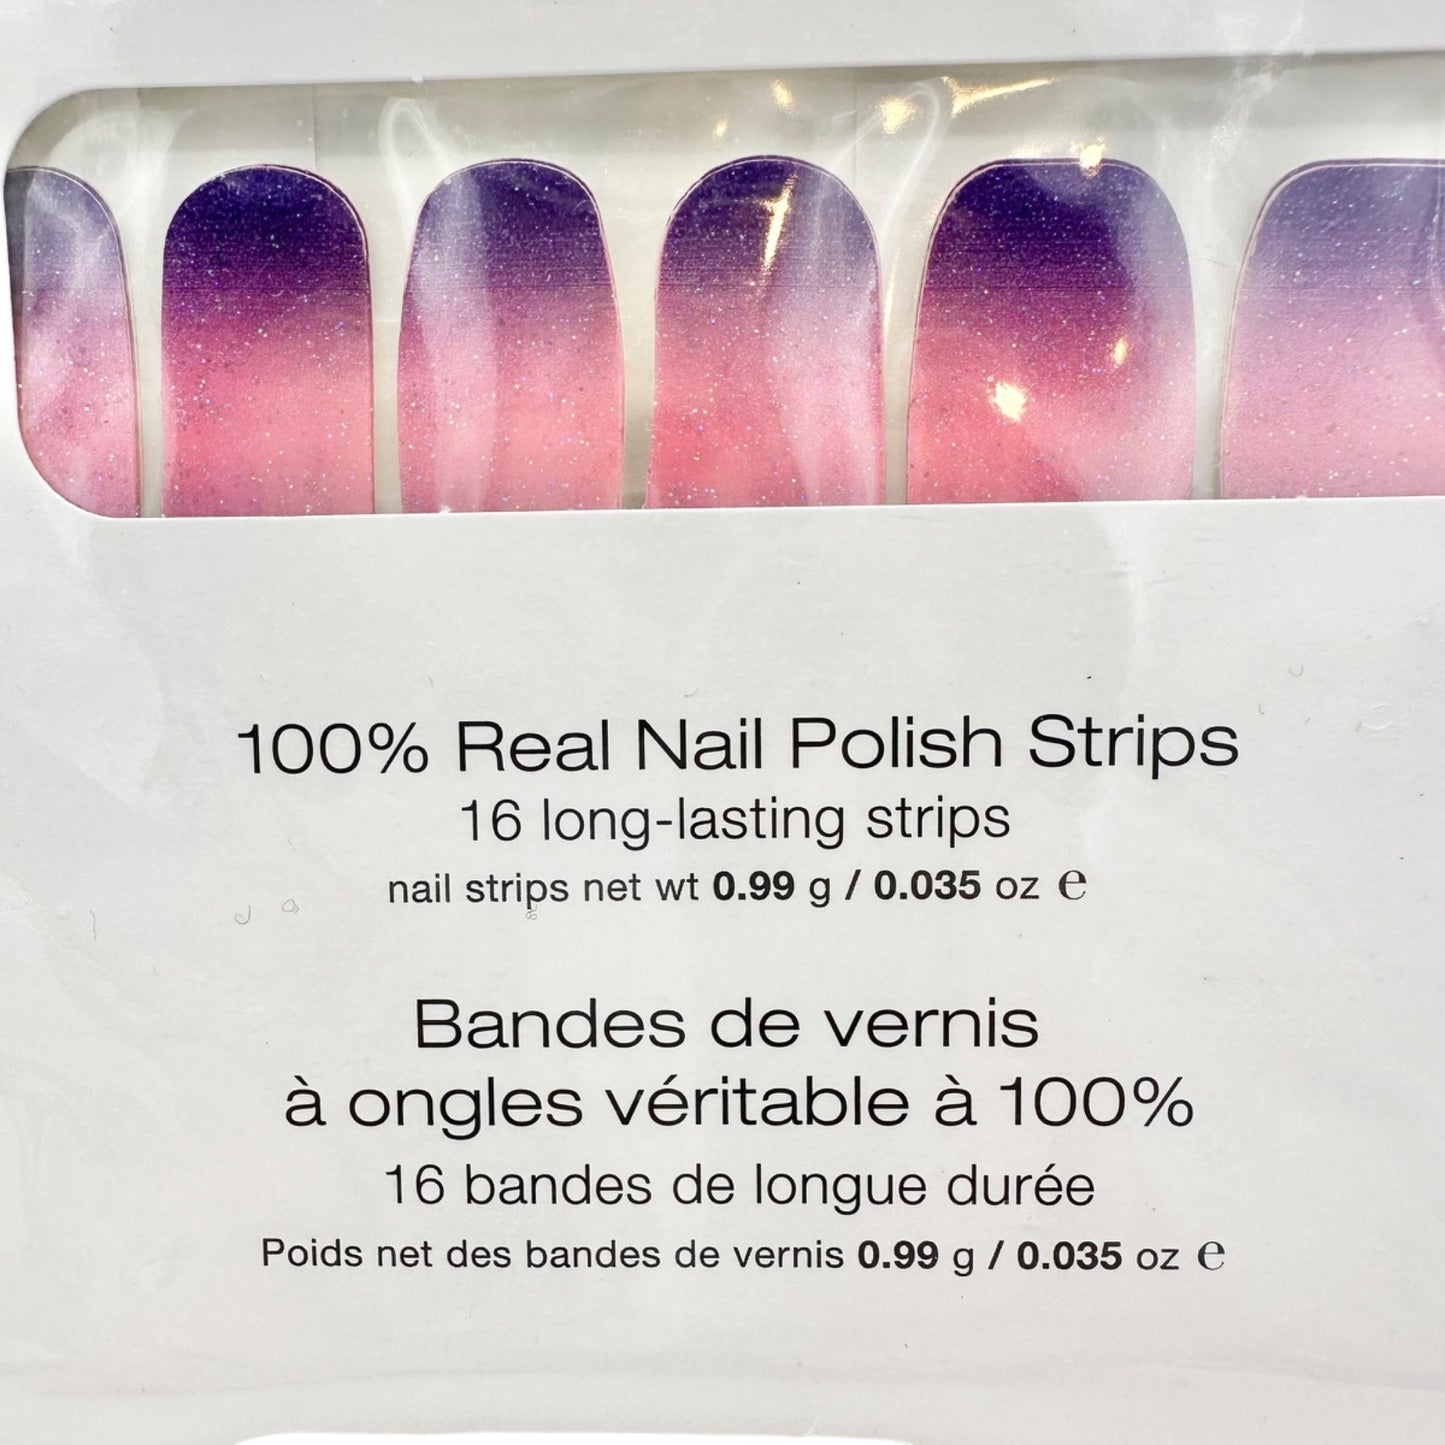 100% Real Nail Polish Strips
16 long-lasting strips
nail strips net wt 0.99 g / 0.035 oz ℮
Bandes de vernis
à ongles véritable à 100%
16 bandes de longue durée
Poids net des bandes de vernis 0.99 g / 0.035 oz ℮